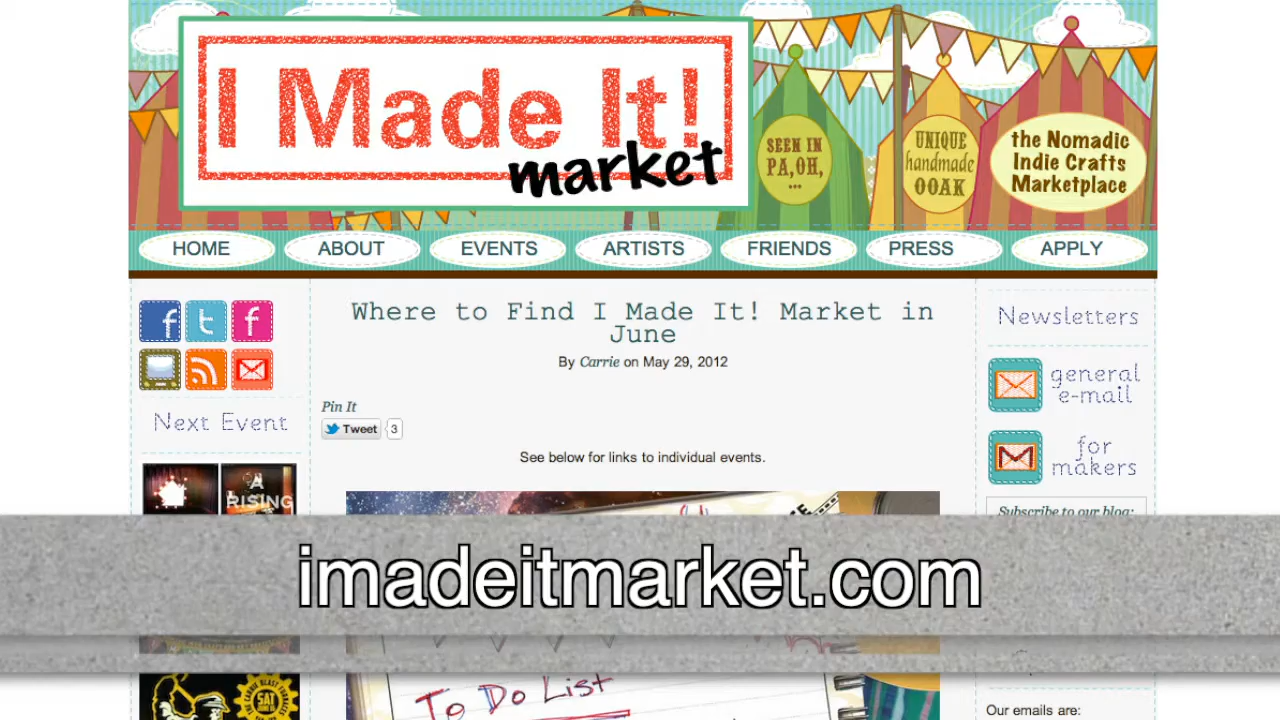 I Made It!
market
SEEN IN
PA,OH,
...
UNIQUE
handmade
OOAK
the Nomadic
Indie Crafts
Marketplace
HOME ABOUT EVENTS ARTISTS FRIENDS PRESS APPLY
Where to Find I Made It! Market in
June
By Carrie on May 29, 2012
Pin It
Tweet 3
See below for links to individual events.
Next Event
A
RISING
Newsletters
general
e-mail
for
makers
Subscribe to our blog:
imadeitmarket.com
To Do List
SAT
Our emails are: